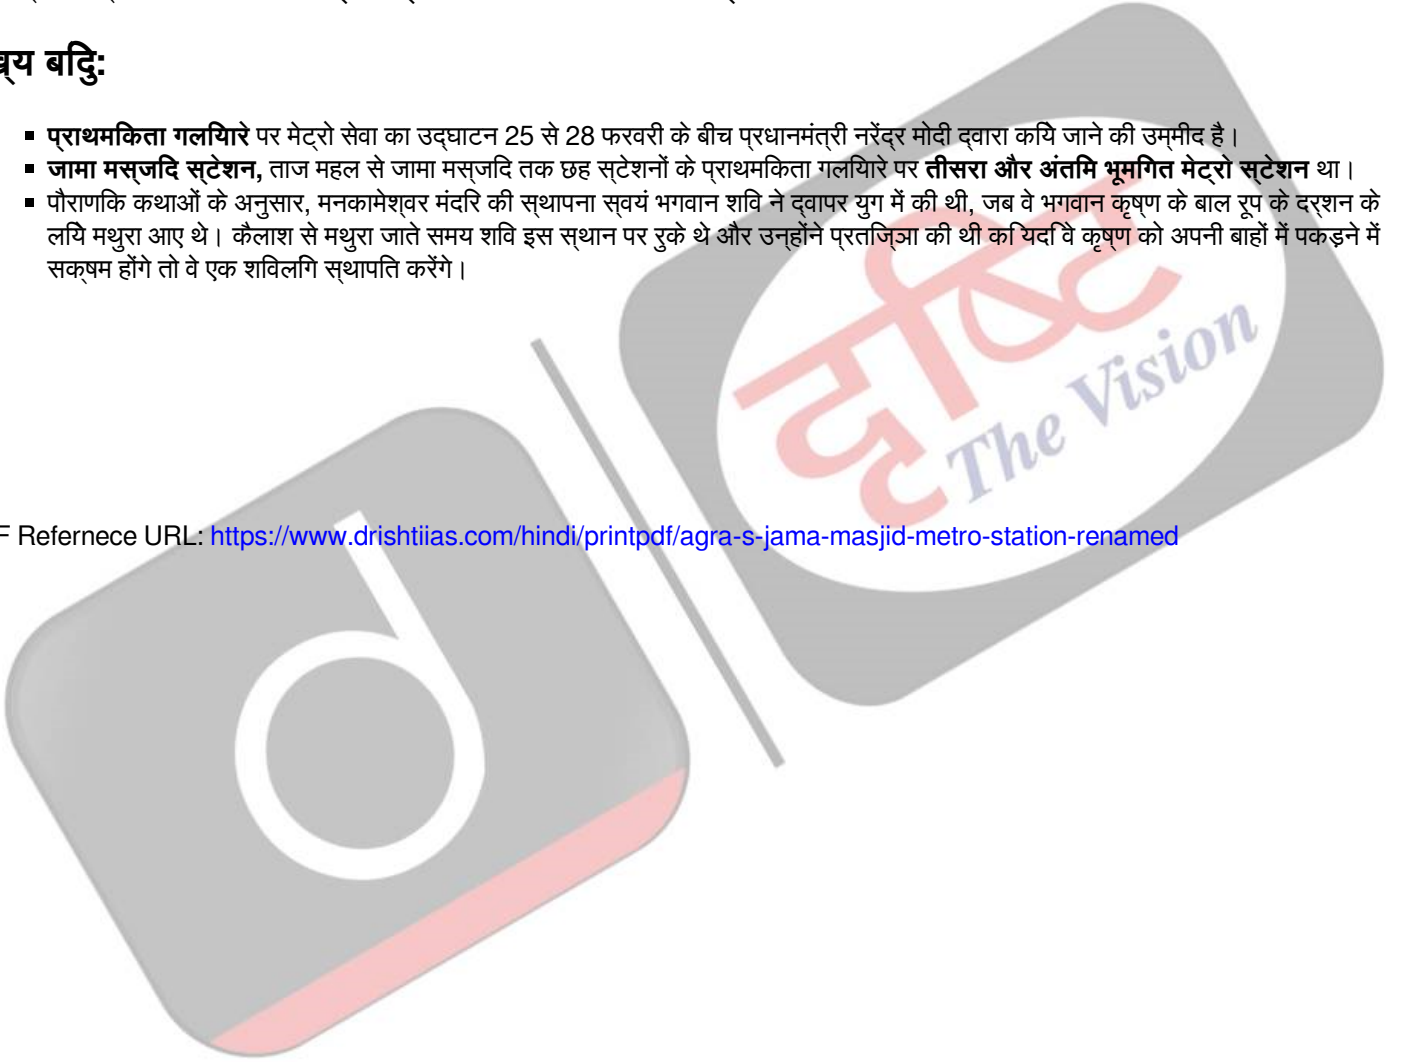 ख्य बिंदु:
प्राथमिकता गलियारे पर मेट्रो सेवा का उद्घाटन 25 से 28 फरवरी के बीच प्रधानमंत्री नरेंद्र मोदी द्वारा किये जाने की उम्मीद है।
जामा मस्जिद स्टेशन, ताज महल से जामा मस्जिद तक छह स्टेशनों के प्राथमिकता गलियारे पर तीसरा और अंतिम भूमिगत मेट्रो स्टेशन था।
पौराणिक कथाओं के अनुसार, मनकामेश्वर मंदिर की स्थापना स्वयं भगवान शिव ने द्वापर युग में की थी, जब वे भगवान कृष्ण के बाल रूप के दर्शन के
लिये मथुरा आए थे। कैलाश से मथुरा जाते समय शिव इस स्थान पर रुके थे और उन्होंने प्रतिज्ञा की थी कि यदि वे कृष्ण को अपनी बाहों में पकड़ने में
सक्षम होंगे तो वे एक शिवलिंग स्थापित करेंगे।
दृष्टि
The Vision
F Refernece URL: https://www.drishtiias.com/hindi/printpdf/agra-s-jama-masjid-metro-station-renamed
d